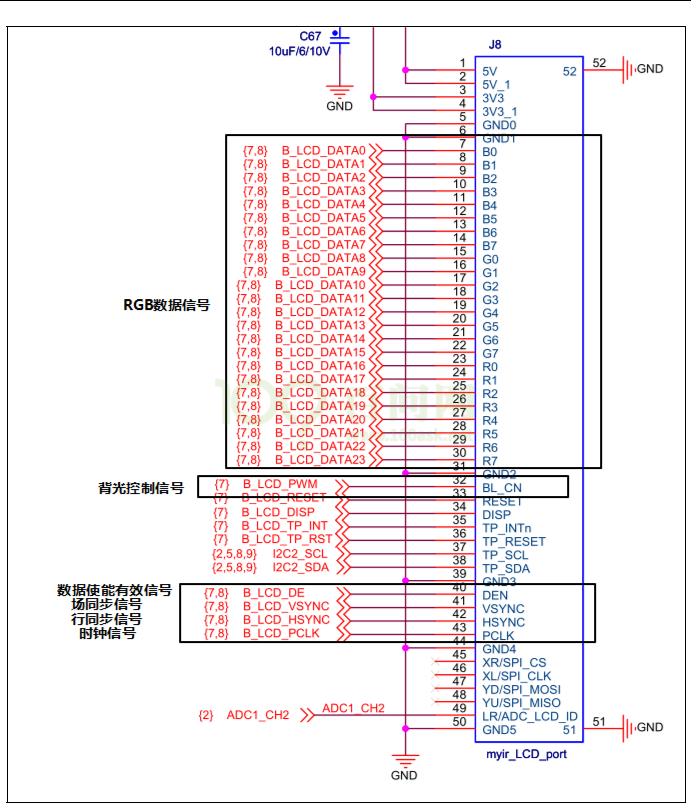 C67
10uF/6/10V
GND
J8
1 5V 52 52 GND
2 5V_1
3 3V3
4 3V3_1
5 GND0
6 GND1
{7,8} B_LCD_DATA0 7 B0
{7,8} B_LCD_DATA1 8 B1
{7,8} B_LCD_DATA2 9 B2
{7,8} B_LCD_DATA3 10 B3
{7,8} B_LCD_DATA4 11 B4
{7,8} B_LCD_DATA5 12 B5
{7,8} B_LCD_DATA6 13 B6
{7,8} B_LCD_DATA7 14 B7
{7,8} B_LCD_DATA8 15 G0
{7,8} B_LCD_DATA9 16 G1
{7,8} B_LCD_DATA10 17 G2
{7,8} B_LCD_DATA11 18 G3
RGB数据信号
{7,8} B_LCD_DATA12 19 G4
{7,8} B_LCD_DATA13 20 G5
{7,8} B_LCD_DATA14 21 G6
{7,8} B_LCD_DATA15 22 G7
{7,8} B_LCD_DATA16 23 R0
{7,8} B_LCD_DATA17 24 R1
{7,8} B_LCD_DATA18 25 R2
{7,8} B_LCD_DATA19 26 R3
{7,8} B_LCD_DATA20 27 R4
{7,8} B_LCD_DATA21 28 R5
{7,8} B_LCD_DATA22 29 R6
{7,8} B_LCD_DATA23 30 R7
31 GND2
背光控制信号 {7} B_LCD_PWM 32 BL_CN
{7} B_LCD_RESET 33 RESET
{7} B_LCD_DISP 34 DISP
{7} B_LCD_TP_INT 35 TP_INTn
{7} B_LCD_TP_RST 36 TP_RESET
{2,5,8,9} I2C2_SCL 37 TP_SCL
{2,5,8,9} I2C2_SDA 38 TP_SDA
39 GND3
数据使能有效信号 {7,8} B_LCD_DE 40 DEN
场同步信号 {7,8} B_LCD_VSYNC 41 VSYNC
行同步信号 {7,8} B_LCD_HSYNC 42 HSYNC
时钟信号 {7,8} B_LCD_PCLK 43 PCLK
44 GND4
45 XR/SPI_CS
46 XL/SPI_CLK
47 YD/SPI_MOSI
48 YU/SPI_MISO
{2} ADC1_CH2 ADC1_CH2 49 LR/ADC_LCD_ID
50 GND5 51 51 GND
myir_LCD_port
GND